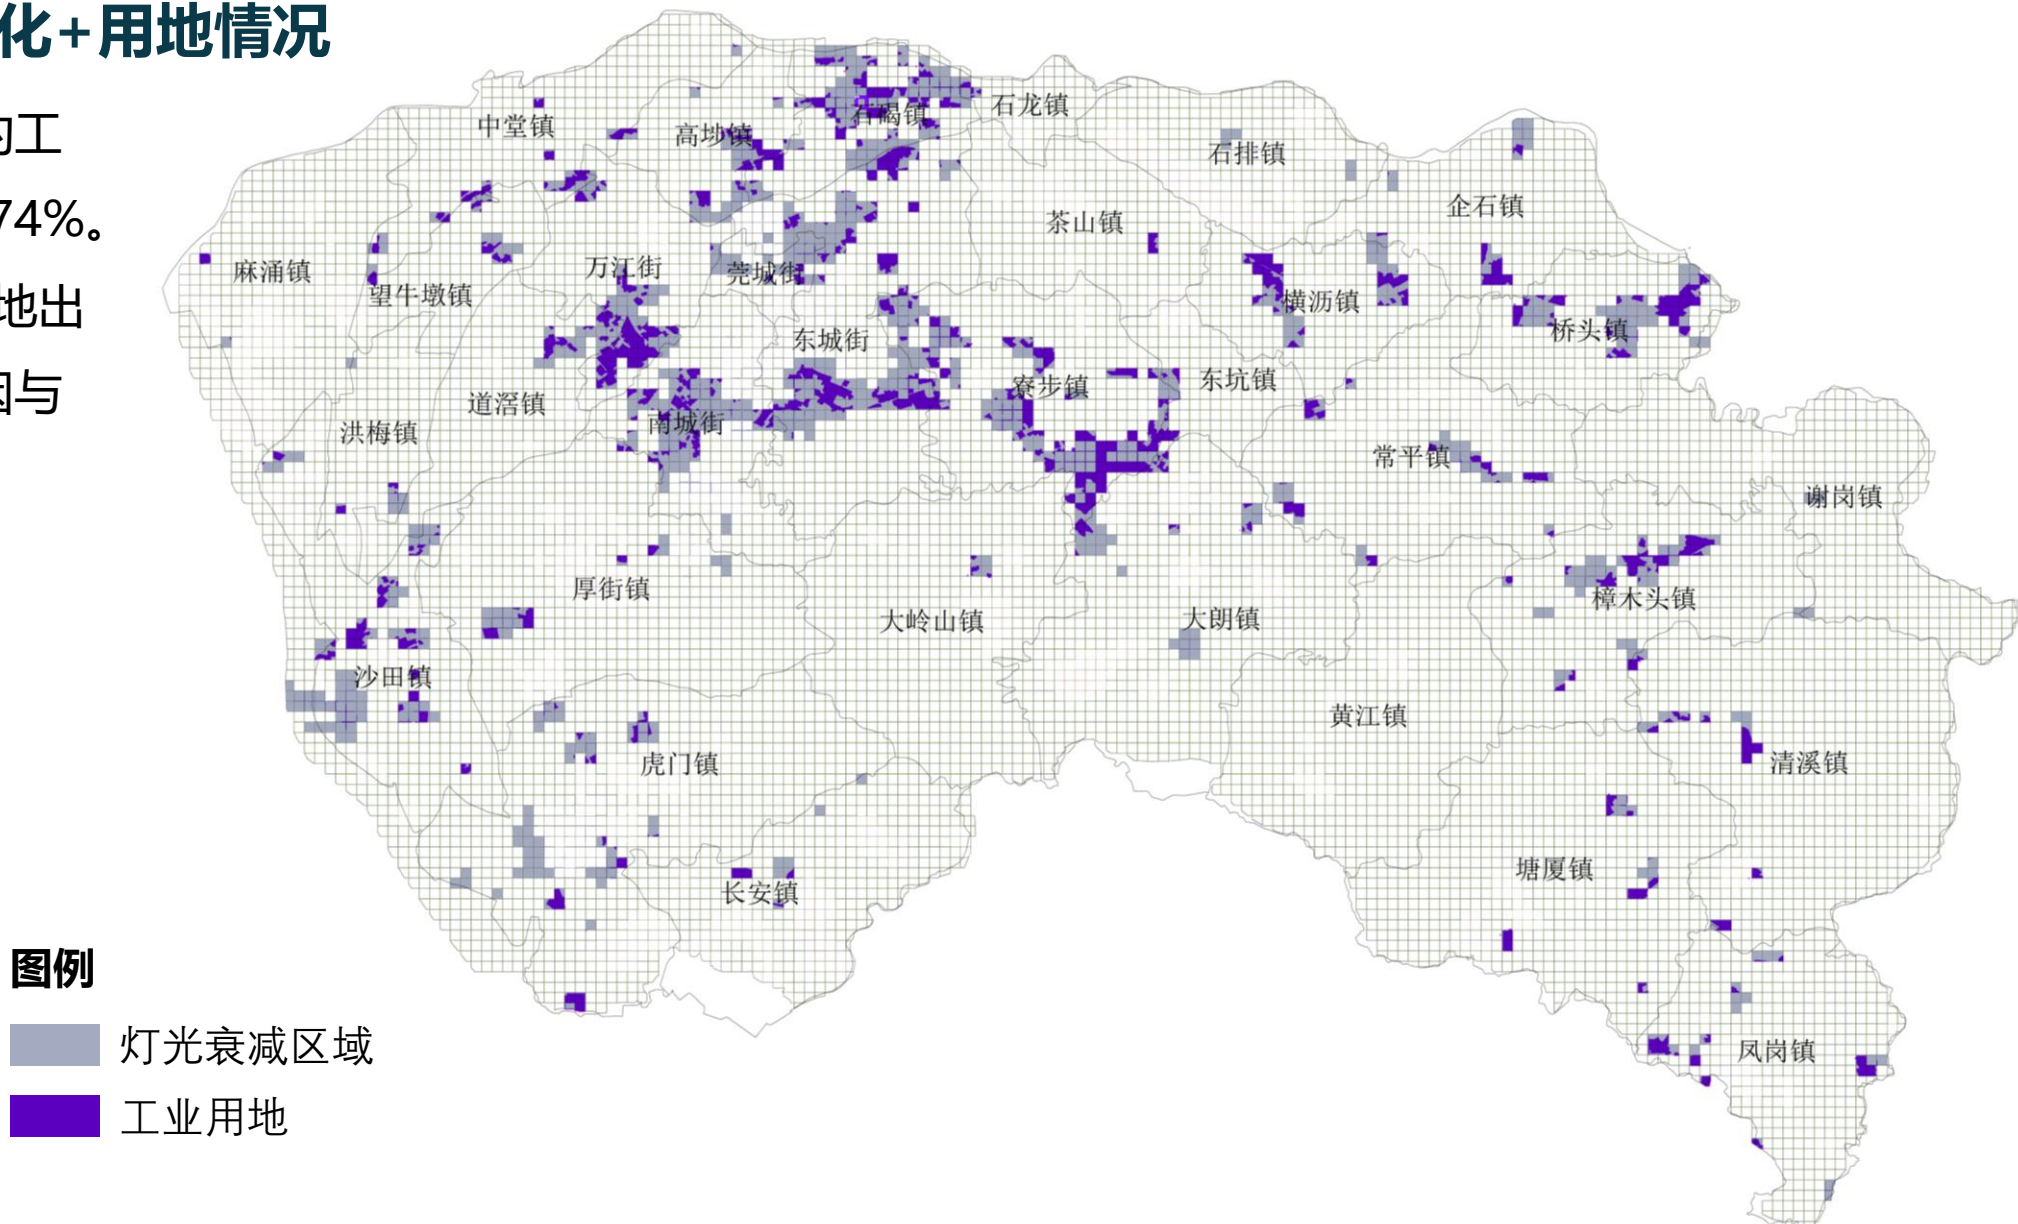 化+用地情况
的工
74%。
地出
因与
中堂镇
高埗镇
石碣镇
石龙镇
石排镇
企石镇
茶山镇
麻涌镇
望牛墩镇
万江街
莞城街
横沥镇
桥头镇
东城街
道滘镇
洪梅镇
南城街
寮步镇
东坑镇
常平镇
谢岗镇
厚街镇
大岭山镇
大朗镇
樟木头镇
沙田镇
虎门镇
黄江镇
清溪镇
长安镇
塘厦镇
凤岗镇
图例
灯光衰减区域
工业用地